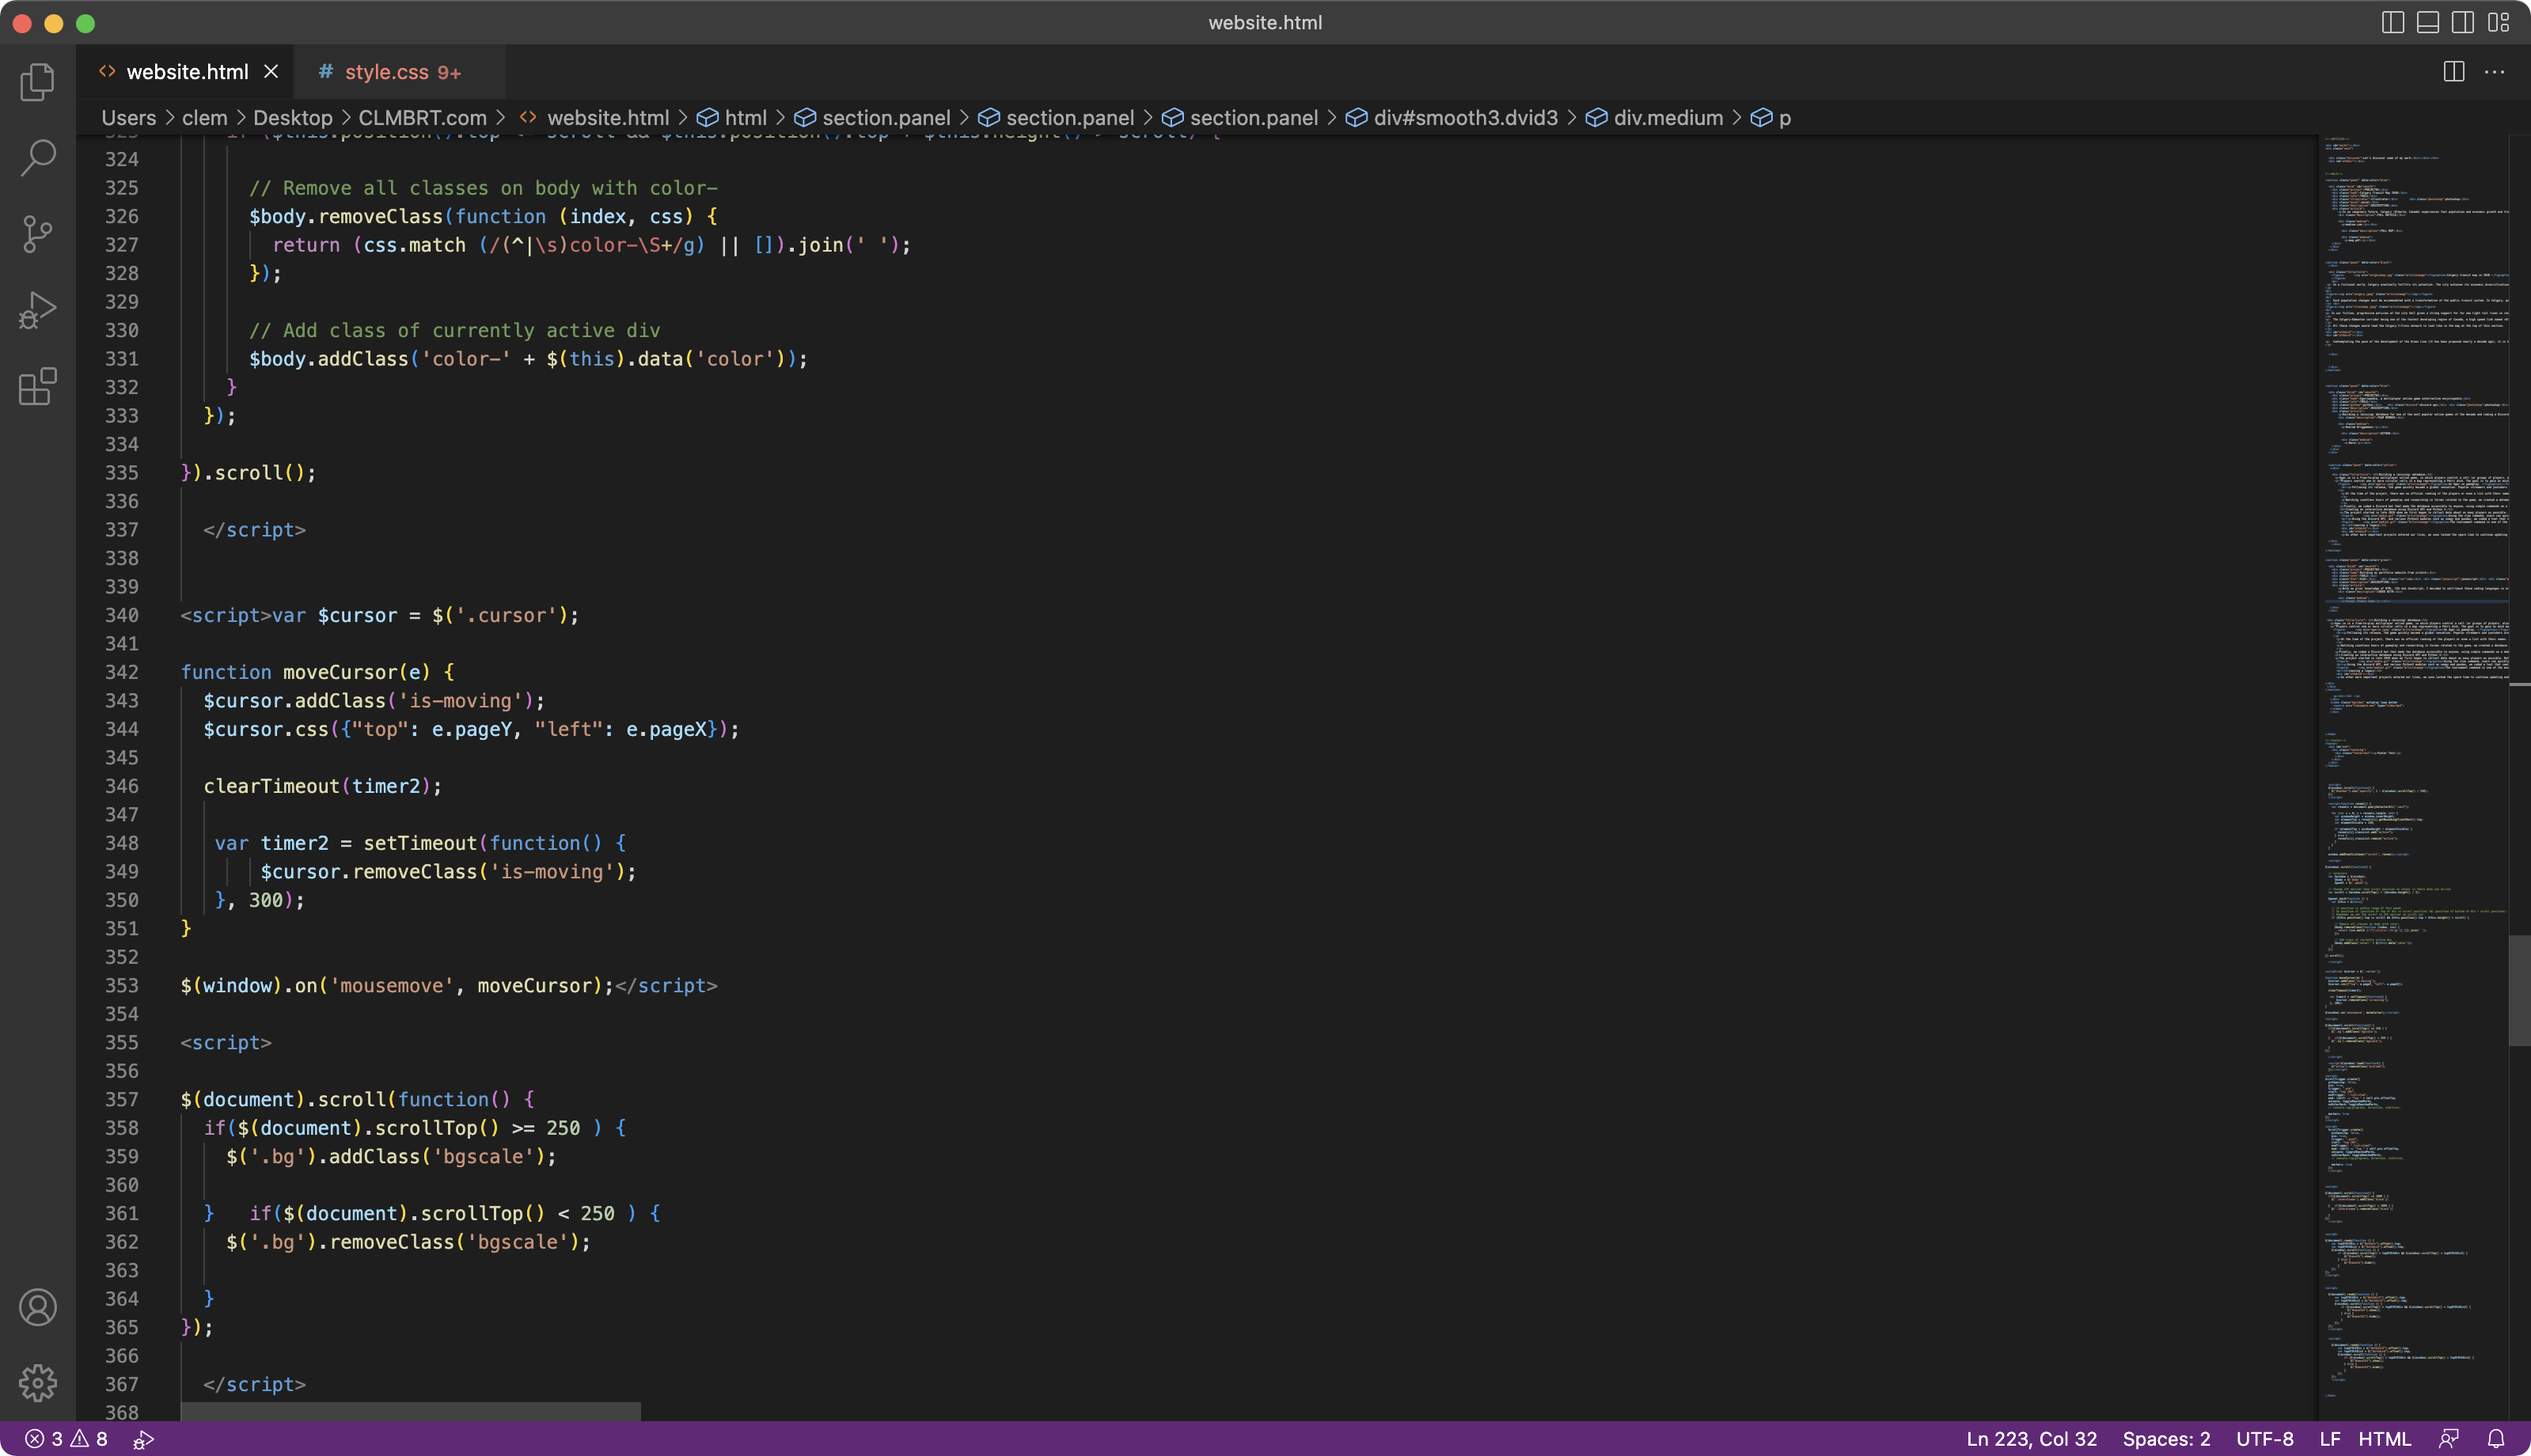 website.html
website.html
style.css 9+
Users > clem > Desktop > CLMBRT.com > website.html > html > section.panel > section.panel > section.panel > div#smooth3.dvid3 > div.medium > p
324
325 // Remove all classes on body with color-
326 $body.removeClass(function (index, css) {
327 return (css.match (/(^|\s)color-\S+/g) || []).join(' ');
328 });
329
330 // Add class of currently active div
331 $body.addClass('color-' + $(this).data('color'));
332 }
333 });
334
335 }).scroll();
336
337 </script>
338
339
340 <script>var $cursor = $('.cursor');
341
342 function moveCursor(e) {
343 $cursor.addClass('is-moving');
344 $cursor.css({"top": e.pageY, "left": e.pageX});
345
346 clearTimeout(timer2);
347
348 var timer2 = setTimeout(function() {
349 $cursor.removeClass('is-moving');
350 }, 300);
351 }
352
353 $(window).on('mousemove', moveCursor);</script>
354
355 <script>
356
357 $(document).scroll(function() {
358 if($(document).scrollTop() >= 250 ) {
359 $('.bg').addClass('bgscale');
360
361 } if($(document).scrollTop() < 250 ) {
362 $('.bg').removeClass('bgscale');
363
364 }
365 });
366
367 </script>
368
3 8 Ln 223, Col 32 Spaces: 2 UTF-8 LF HTML